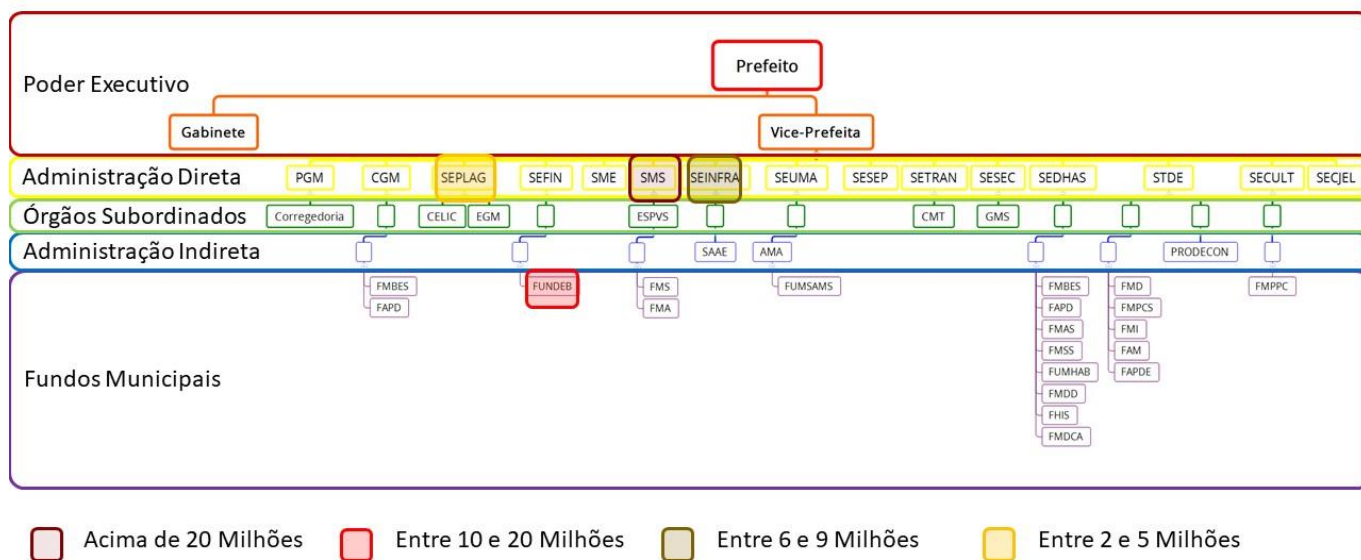 Prefeito
Poder Executivo
Gabinete
Vice-Prefeita
Administração Direta
PGM
CGM
SEPLAG
SEFIN
SME
SMS
SEINFRA
SEUMA
SESEP
SETRAN
SESEC
SEDHAS
STDE
SECULT
SECJEL
Órgãos Subordinados
Corregedoria
CELIC
EGM
ESPVS
CMT
GMS
Administração Indireta
SAAE
AMA
PRODECON
Fundos Municipais
FMBES
FAPD
FUNDEB
FMS
FMA
FUMSAMS
FMBES
FAPD
FMAS
FMSS
FUMHAB
FMDD
FHIS
FMDCA
FMD
FMPCS
FMI
FAM
FAPDE
FMPPC
Acima de 20 Milhões
Entre 10 e 20 Milhões
Entre 6 e 9 Milhões
Entre 2 e 5 Milhões